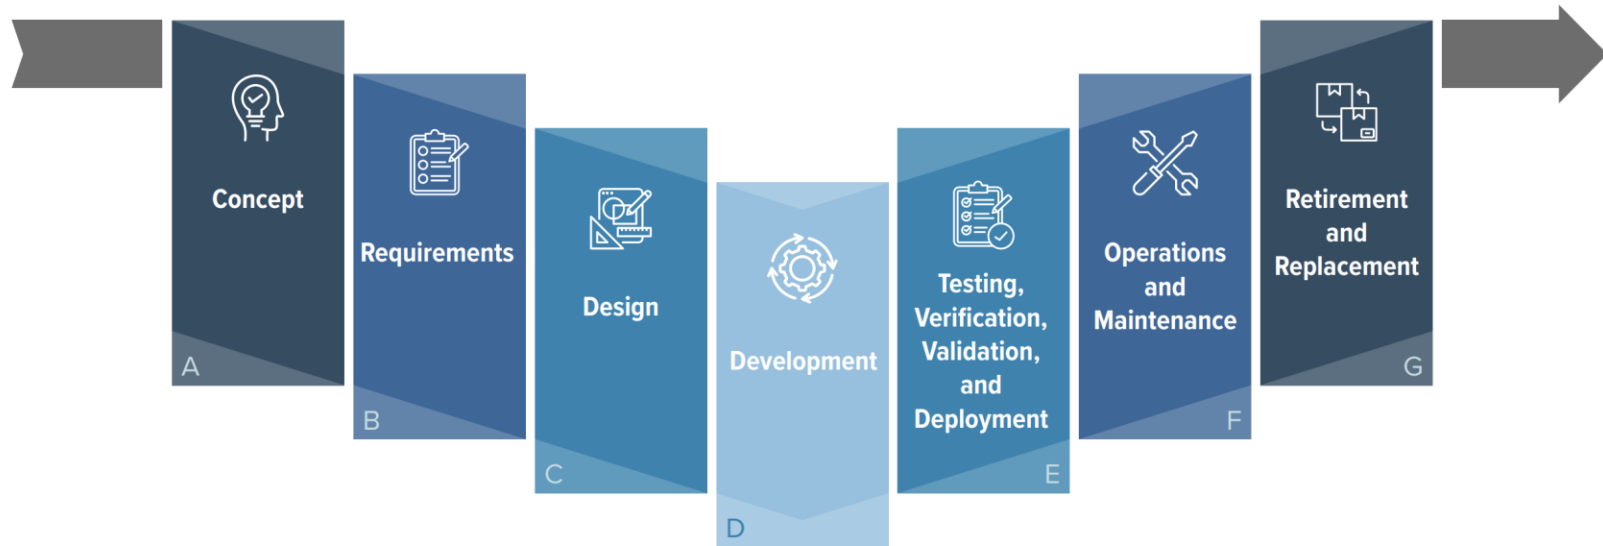 Concept
A
Requirements
B
Design
C
Development
D
Testing,
Verification,
Validation,
and
Deployment
E
Operations
and
Maintenance
F
Retirement
and
Replacement
G